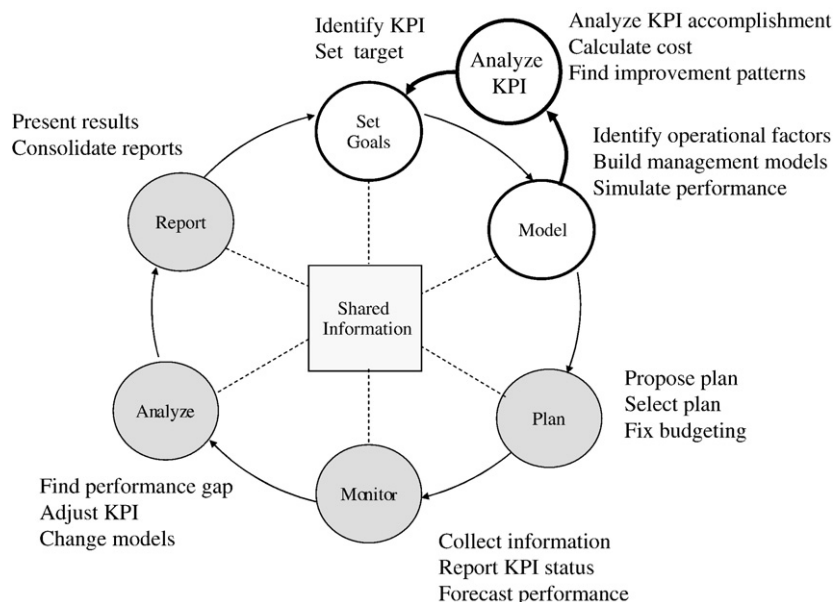 Identify KPI
Set target
Analyze
KPI
Analyze KPI accomplishment
Calculate cost
Find improvement patterns
Set
Goals
Present results
Consolidate reports
Identify operational factors
Build management models
Simulate performance
Report
Model
Shared
Information
Analyze
Plan
Propose plan
Select plan
Fix budgeting
Find performance gap
Adjust KPI
Change models
Monitor
Collect information
Report KPI status
Forecast performance